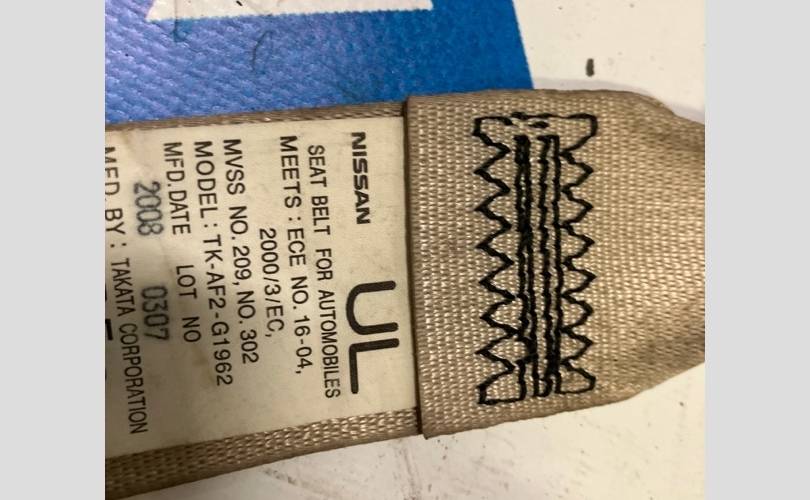 NISSAN
UL
SEAT BELT FOR AUTOMOBILES
MEETS : ECE NO. 16-04,
2000/3/EC,
MVSS NO. 209, NO. 302
MODEL : TK-AF2-G1962
MFD. DATE LOT NO
2008 0307
MFD. BY : TAKATA CORPORATION